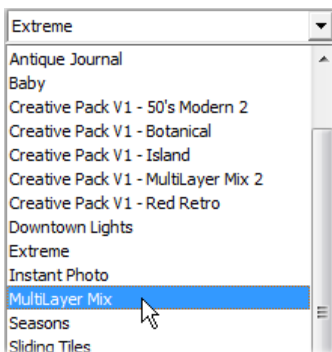 Extreme
Antique Journal
Baby
Creative Pack V1 - 50's Modern 2
Creative Pack V1 - Botanical
Creative Pack V1 - Island
Creative Pack V1 - MultiLayer Mix 2
Creative Pack V1 - Red Retro
Downtown Lights
Extreme
Instant Photo
MultiLayer Mix
Seasons
Sliding Tiles